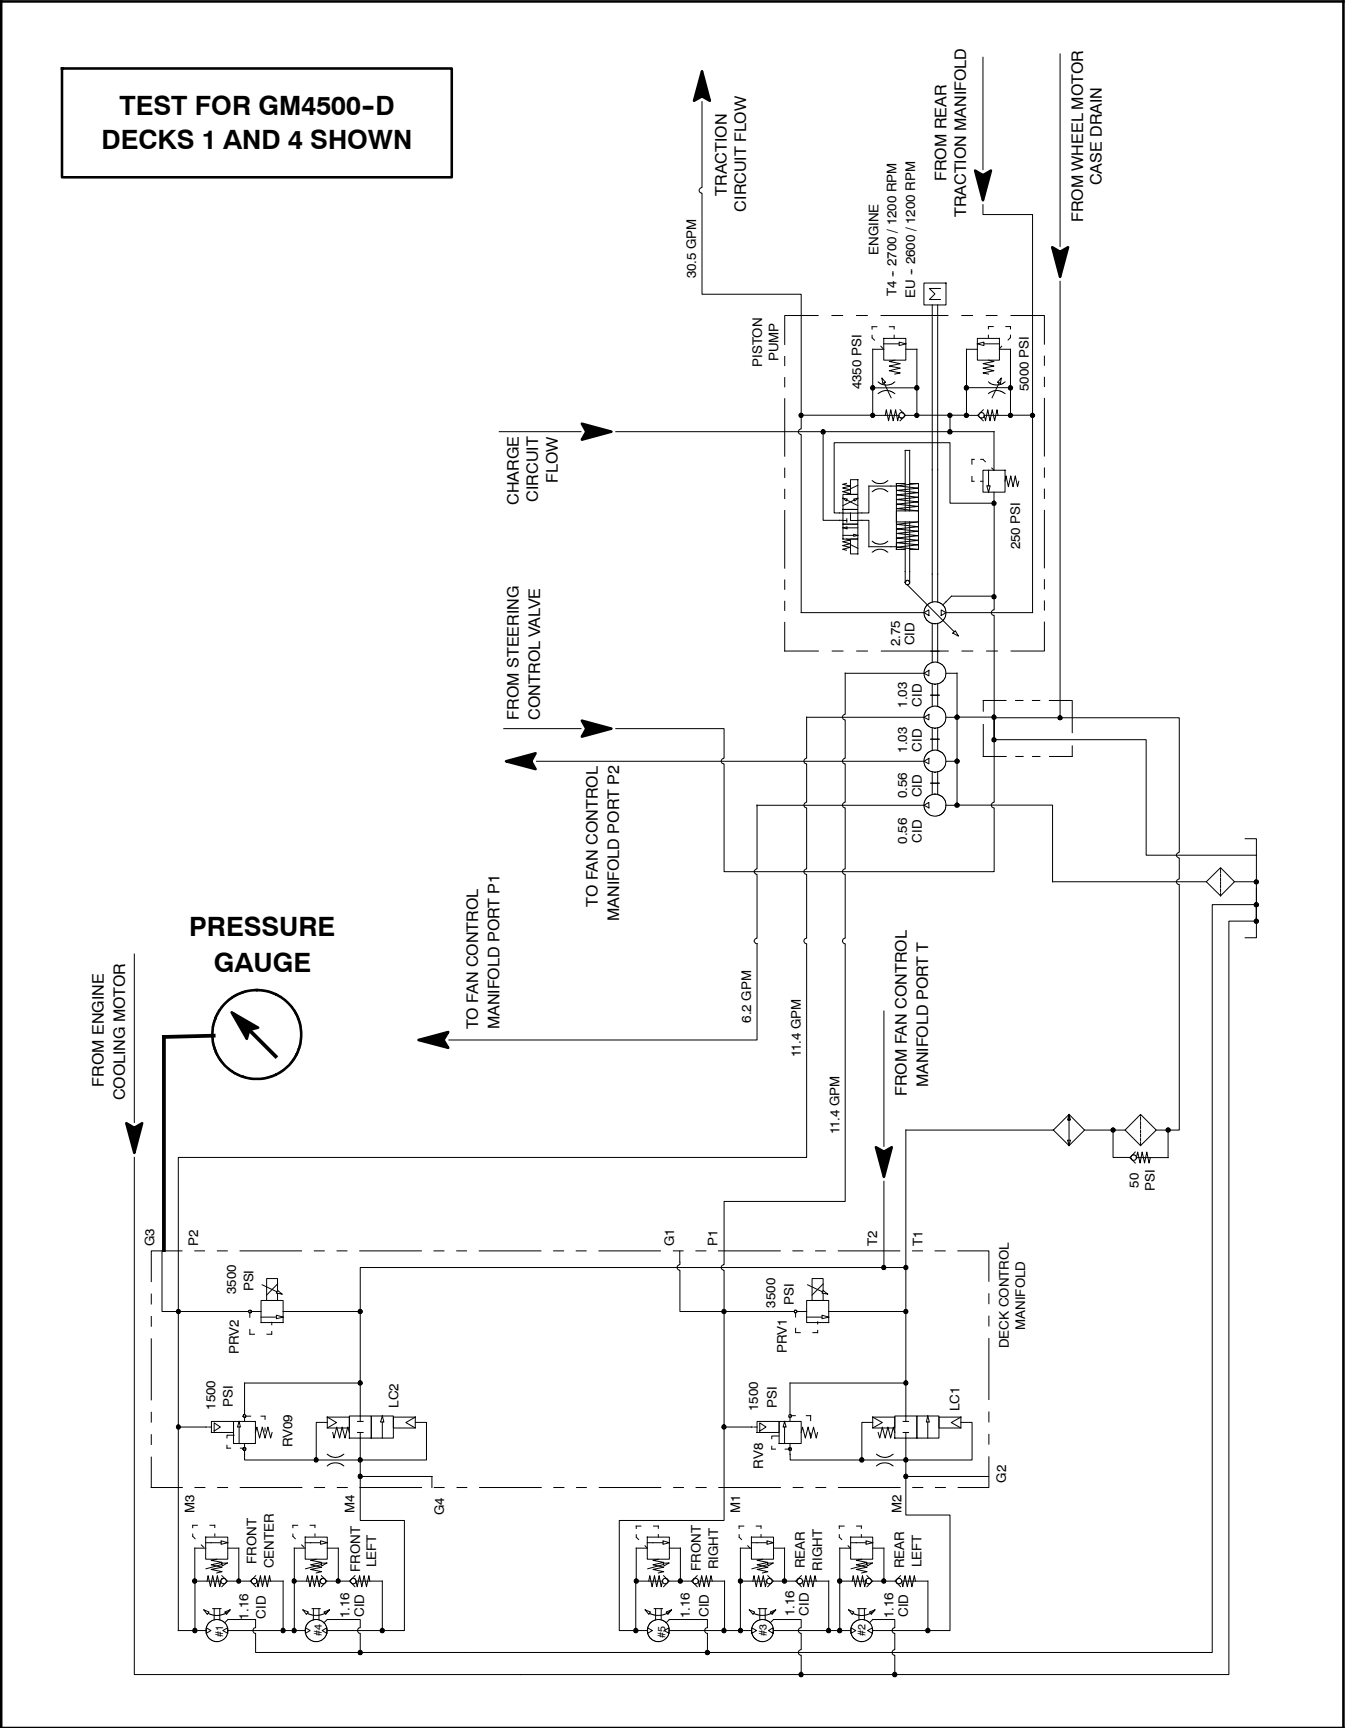 TEST FOR GM4500-D
DECKS 1 AND 4 SHOWN
TRACTION
CIRCUIT FLOW
30.5 GPM
FROM REAR
TRACTION MANIFOLD
FROM WHEEL MOTOR
CASE DRAIN
ENGINE
T4 - 2700 / 1200 RPM
EU - 2600 / 1200 RPM
M
PISTON
PUMP
4350 PSI
5000 PSI
CHARGE
CIRCUIT
FLOW
250 PSI
FROM STEERING
CONTROL VALVE
2.75
CID
1.03
CID
1.03
CID
0.56
CID
0.56
CID
TO FAN CONTROL
MANIFOLD PORT P2
TO FAN CONTROL
MANIFOLD PORT P1
PRESSURE
GAUGE
FROM ENGINE
COOLING MOTOR
6.2 GPM
11.4 GPM
11.4 GPM
FROM FAN CONTROL
MANIFOLD PORT T
50
PSI
G3
P2
G1
P1
T2
T1
3500
PSI
PRV2
3500
PSI
PRV1
DECK CONTROL
MANIFOLD
1500
PSI
RV09
LC2
1500
PSI
RV8
LC1
M3
M4
G4
M1
M2
G2
FRONT
CENTER
1.16
CID
#1
FRONT
LEFT
1.16
CID
#4
FRONT
RIGHT
1.16
CID
#5
REAR
RIGHT
1.16
CID
#3
REAR
LEFT
1.16
CID
#2